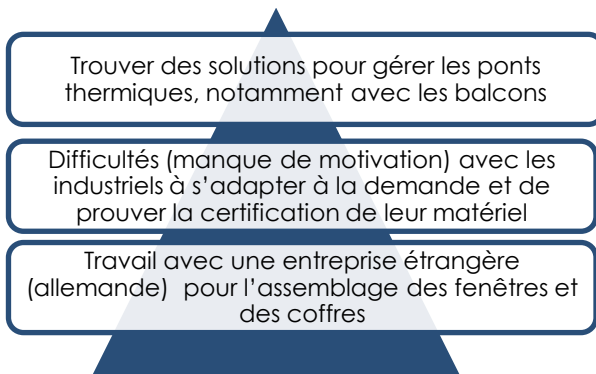 Trouver des solutions pour gérer les ponts
thermiques, notamment avec les balcons
Difficultés (manque de motivation) avec les
industriels à s’adapter à la demande et de
prouver la certification de leur matériel
Travail avec une entreprise étrangère
(allemande) pour l’assemblage des fenêtres et
des coffres